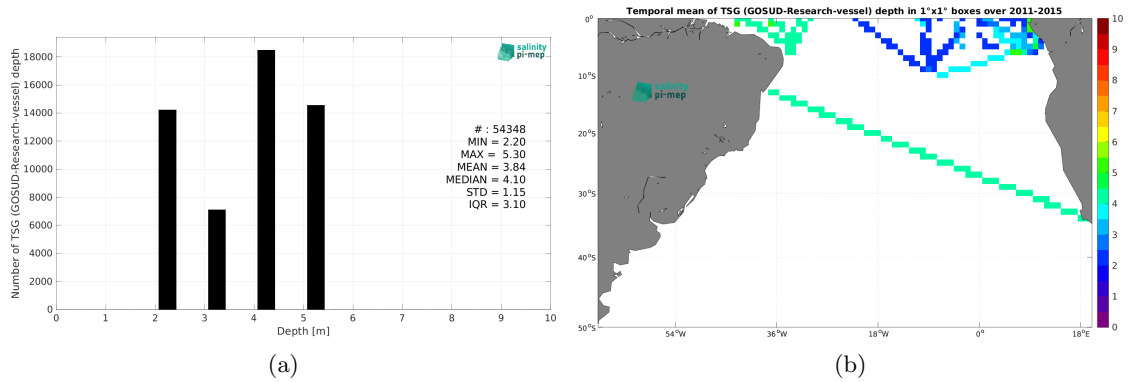 Number of TSG (GOSUD-Research-vessel) depth
18000
16000
14000
12000
10000
8000
6000
4000
2000
0
0 1 2 3 4 5 6 7 8 9 10
Depth [m]
salinity
pi-mep
# : 54348
MIN = 2.20
MAX = 5.30
MEAN = 3.84
MEDIAN = 4.10
STD = 1.15
IQR = 3.10
(a)
Temporal mean of TSG (GOSUD-Research-vessel) depth in 1°x1° boxes over 2011-2015
0°
10°S
20°S
30°S
40°S
50°S
54°W 36°W 18°W 0° 18°E
salinity
pi-mep
10
9
8
7
6
5
4
3
2
1
0
(b)